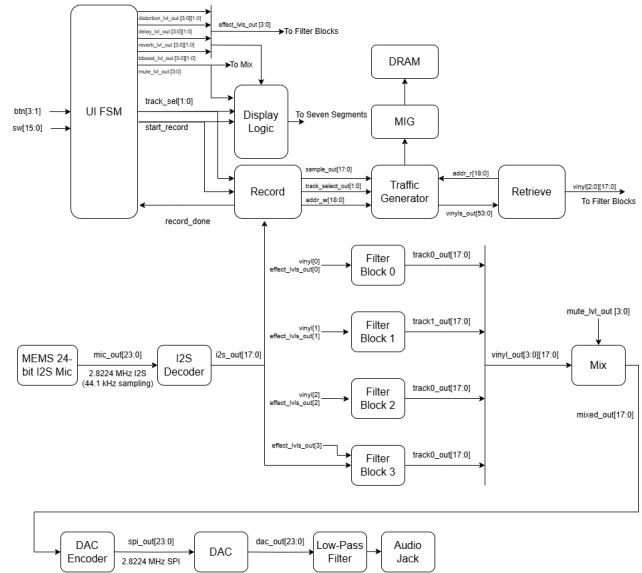 distortion_lvl_out [3:0][1:0]
delay_lvl_out [3:0][1:0]
effect_lvls_out [3:0]
To Filter Blocks
reverb_lvl_out [3:0][1:0]
bboost_lvl_out [3:0][1:0]
To Mix
mute_lvl_out [3:0]
DRAM
btn[3:1]
UI FSM
track_sel[1:0]
Display
Logic
To Seven Segments
MIG
sw[15:0]
start_record
sample_out[17:0]
addr_r[18:0]
Record
track_select_out[1:0]
Traffic
Generator
Retrieve
vinyl[2:0][17:0]
To Filter Blocks
addr_w[18:0]
vinyls_out[53:0]
record_done
vinyl[0]
effect_lvls_out[0]
Filter
Block 0
track0_out[17:0]
mute_lvl_out [3:0]
vinyl[1]
effect_lvls_out[1]
Filter
Block 1
track1_out[17:0]
MEMS 24-
bit I2S Mic
mic_out[23:0]
2.8224 MHz I2S
(44.1 kHz sampling)
I2S
Decoder
i2s_out[17:0]
vinyl_out[3:0][17:0]
Mix
vinyl[2]
effect_lvls_out[2]
Filter
Block 2
track0_out[17:0]
mixed_out[17:0]
effect_lvls_out[3]
Filter
Block 3
track0_out[17:0]
DAC
Encoder
spi_out[23:0]
2.8224 MHz SPI
DAC
dac_out[23:0]
Low-Pass
Filter
Audio
Jack